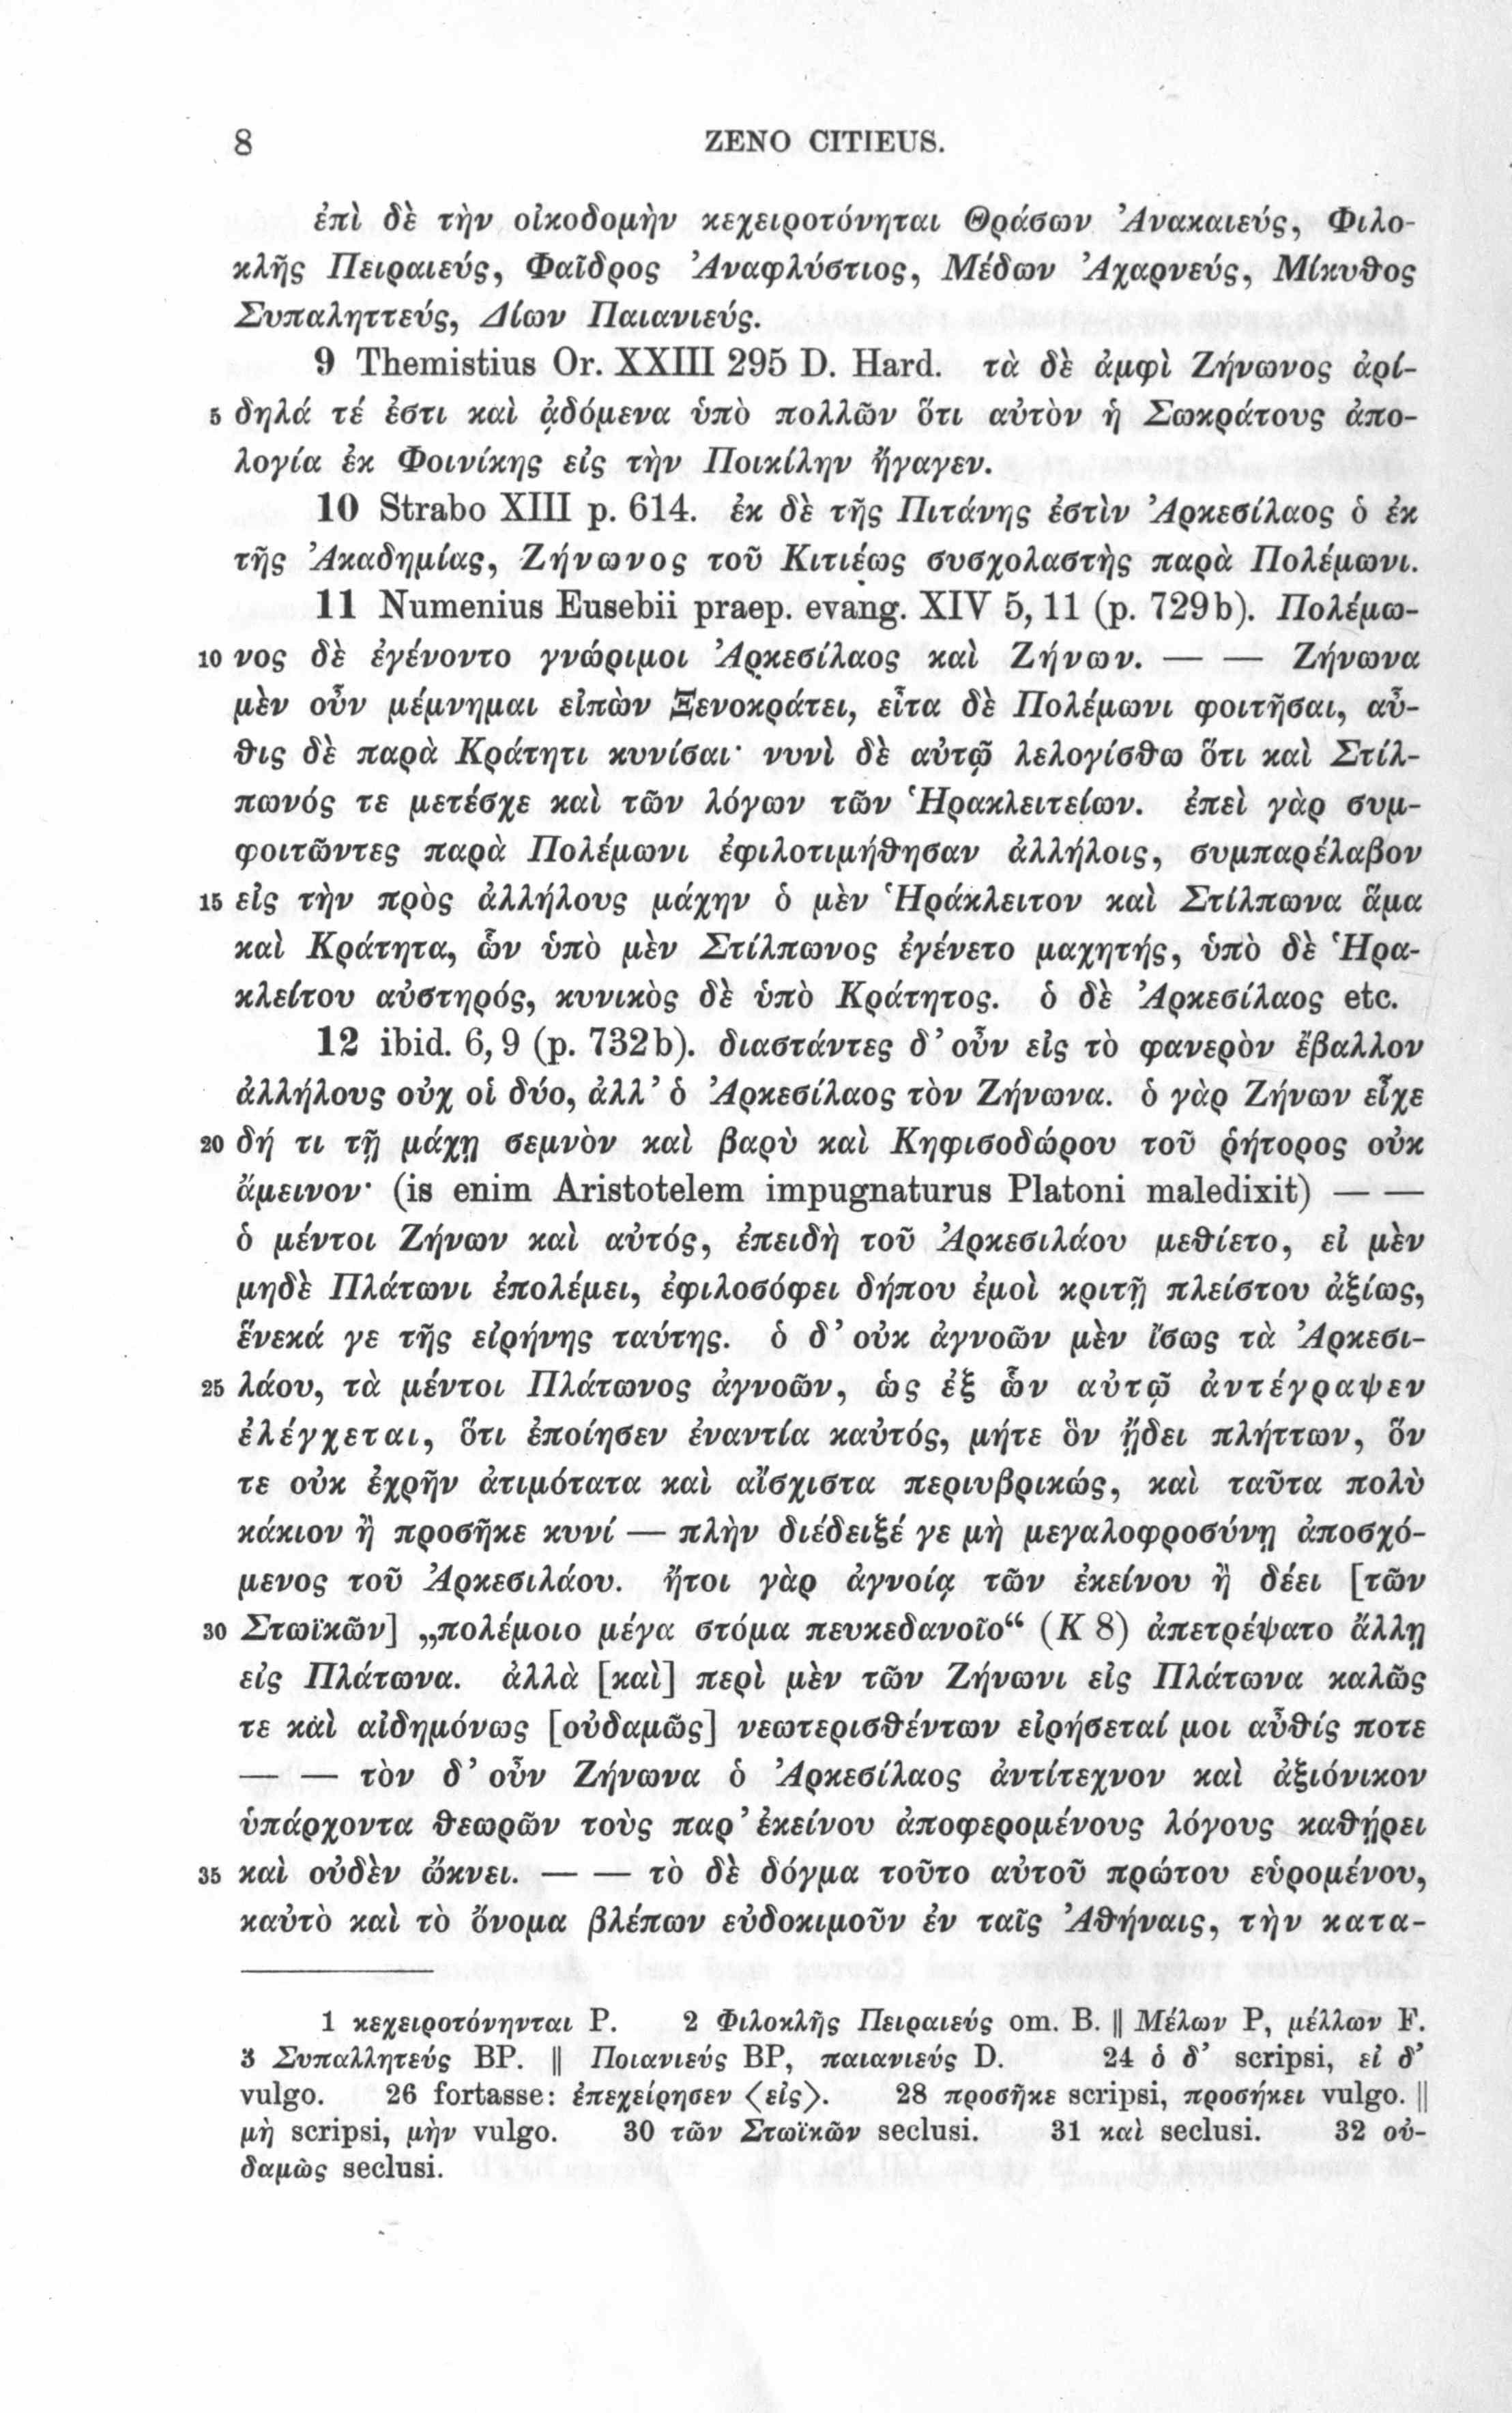 8 ZENO CITIEUS.
ἐπὶ δὲ τὴν οἰκοδομὴν κεχειροτόνηται Θράσων Ἀνακαιεύς, Φιλο-
κλῆς Πειραιεύς, Φαῖδρος Ἀναφλύστιος, Μέδων Ἀχαρνεύς, Μίκυθος
Συπαληττεύς, Δίων Παιανιεύς.
9 Themistius Or. XXIII 295 D. Hard. τὰ δὲ ἀμφὶ Ζήνωνος ἀρί-
5 δηλά τέ ἐστι καὶ ᾀδόμενα ὑπὸ πολλῶν ὅτι αὐτὸν ἡ Σωκράτους ἀπο-
λογία ἐκ Φοινίκης εἰς τὴν Ποικίλην ἤγαγεν.
10 Strabo XIII p. 614. ἐκ δὲ τῆς Πιτάνης ἐστὶν Ἀρκεσίλαος ὁ ἐκ
τῆς Ἀκαδημίας, Ζήνωνος τοῦ Κιτιέως συσχολαστὴς παρὰ Πολέμωνι.
11 Numenius Eusebii praep. evang. XIV 5, 11 (p. 729b). Πολέμω-
10 νος δὲ ἐγένοντο γνώριμοι Ἀρκεσίλαος καὶ Ζήνων. — — Ζήνωνα
μὲν οὖν μέμνημαι εἰπὼν Ξενοκράτει, εἶτα δὲ Πολέμωνι φοιτῆσαι, αὖ-
θις δὲ παρὰ Κράτητι κυνίσαι· νυνὶ δὲ αὐτῷ λελογίσθω ὅτι καὶ Στίλ-
πωνός τε μετέσχε καὶ τῶν λόγων τῶν Ἡρακλειτείων. ἐπεὶ γὰρ συμ-
φοιτῶντες παρὰ Πολέμωνι ἐφιλοτιμήθησαν ἀλλήλοις, συμπαρέλαβον
15 εἰς τὴν πρὸς ἀλλήλους μάχην ὁ μὲν Ἡράκλειτον καὶ Στίλπωνα ἅμα
καὶ Κράτητα, ὧν ὑπὸ μὲν Στίλπωνος ἐγένετο μαχητής, ὑπὸ δὲ Ἡρα-
κλείτου αὐστηρός, κυνικὸς δὲ ὑπὸ Κράτητος. ὁ δὲ Ἀρκεσίλαος etc.
12 ibid. 6, 9 (p. 732b). διαστάντες δ’ οὖν εἰς τὸ φανερὸν ἔβαλλον
ἀλλήλους οὐχ οἱ δύο, ἀλλ’ ὁ Ἀρκεσίλαος τὸν Ζήνωνα. ὁ γὰρ Ζήνων εἶχε
20 δή τι τῇ μάχῃ σεμνὸν καὶ βαρὺ καὶ Κηφισοδώρου τοῦ ῥήτορος οὐκ
ἄμεινον· (is enim Aristotelem impugnaturus Platoni maledixit) — —
ὁ μέντοι Ζήνων καὶ αὐτός, ἐπειδὴ τοῦ Ἀρκεσιλάου μεθίετο, εἰ μὲν
μηδὲ Πλάτωνι ἐπολέμει, ἐφιλοσόφει δήπου ἐμοὶ κριτῇ πλείστου ἀξίως,
ἕνεκά γε τῆς εἰρήνης ταύτης. ὁ δ’ οὐκ ἀγνοῶν μὲν ἴσως τὰ Ἀρκεσι-
25 λάου, τὰ μέντοι Πλάτωνος ἀγνοῶν, ὡς ἐξ ὧν αὐτῷ ἀντέγραψεν
ἐλέγχεται, ὅτι ἐποίησεν ἐναντία καὐτός, μήτε ὃν ᾔδει πλήττων, ὅν
τε οὐκ ἐχρῆν ἀτιμότατα καὶ αἴσχιστα περιυβρικώς, καὶ ταῦτα πολὺ
κάκιον ἢ προσῆκε κυνί — πλὴν διέδειξέ γε μὴ μεγαλοφροσύνῃ ἀποσχό-
μενος τοῦ Ἀρκεσιλάου. ἤτοι γὰρ ἀγνοίᾳ τῶν ἐκείνου ἢ δέει [τῶν
30 Στωϊκῶν] „πολέμοιο μέγα στόμα πευκεδανοῖο“ (Κ 8) ἀπετρέψατο ἄλλῃ
εἰς Πλάτωνα. ἀλλὰ [καὶ] περὶ μὲν τῶν Ζήνωνι εἰς Πλάτωνα καλῶς
τε καὶ αἰδημόνως [οὐδαμῶς] νεωτερισθέντων εἰρήσεταί μοι αὖθίς ποτε
— — τὸν δ’ οὖν Ζήνωνα ὁ Ἀρκεσίλαος ἀντίτεχνον καὶ ἀξιόνικον
ὑπάρχοντα θεωρῶν τοὺς παρ’ ἐκείνου ἀποφερομένους λόγους καθῄρει
35 καὶ οὐδὲν ὤκνει. — — τὸ δὲ δόγμα τοῦτο αὐτοῦ πρώτου εὑρομένου,
καὐτὸ καὶ τὸ ὄνομα βλέπων εὐδοκιμοῦν ἐν ταῖς Ἀθήναις, τὴν κατα-
1 κεχειροτόνηνται P. 2 Φιλοκλῆς Πειραιεύς om. B. || Μέλων P, μέλλων F.
3 Συπαλλητεύς BP. || Ποιανιεύς BP, παιανιεύς D. 24 ὁ δ’ scripsi, εἰ δ’
vulgo. 26 fortasse: ἐπεχείρησεν ⟨εἰς⟩. 28 προσῆκε scripsi, προσήκει vulgo. ||
μὴ scripsi, μὴν vulgo. 30 τῶν Στωϊκῶν seclusi. 31 καὶ seclusi. 32 οὐ-
δαμῶς seclusi.